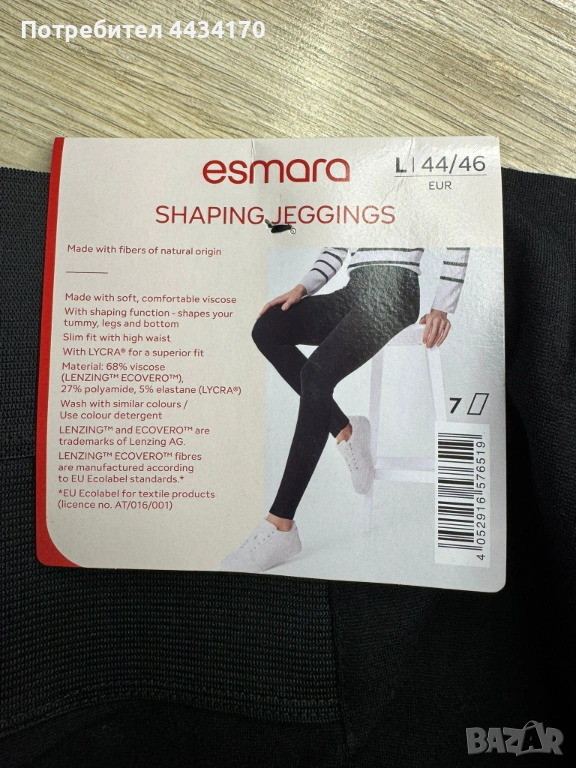 Потребител 4434170
esmara
L | 44/46
EUR
SHAPING JEGGINGS
Made with fibers of natural origin
Made with soft, comfortable viscose
With shaping function - shapes your
tummy, legs and bottom
Slim fit with high waist
With LYCRA® for a superior fit
Material: 68% viscose
(LENZING™ ECOVERO™),
27% polyamide, 5% elastane (LYCRA®)
Wash with similar colours /
Use colour detergent
LENZING™ and ECOVERO™ are
trademarks of Lenzing AG.
LENZING™ ECOVERO™ fibres
are manufactured according
to EU Ecolabel standards.*
*EU Ecolabel for textile products
(licence no. AT/016/001)
7
4 052916 576519
BAZAR